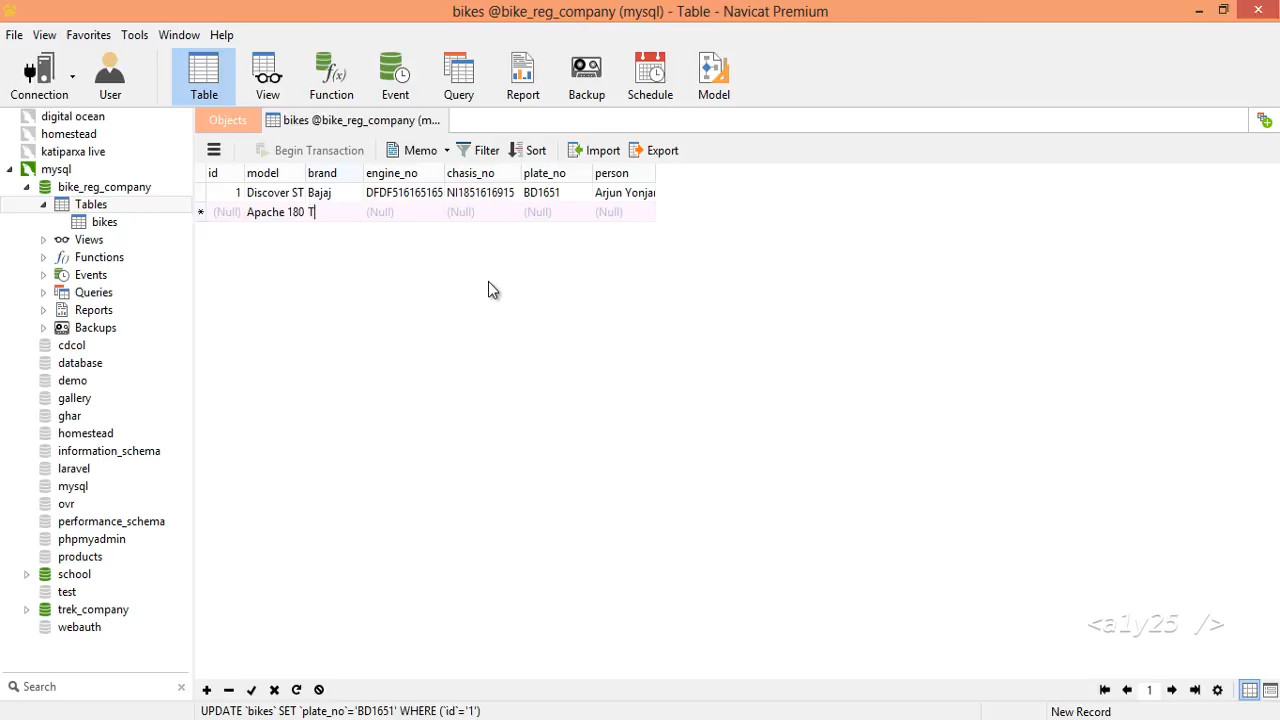 bikes @bike_reg_company (mysql) - Table - Navicat Premium
File View Favorites Tools Window Help
Connection User Table View Function Event Query Report Backup Schedule Model
f(x)
digital ocean
homestead
katiparxa live
mysql
bike_reg_company
Tables
bikes
Views
f() Functions
Events
Queries
Reports
Backups
cdcol
database
demo
gallery
ghar
homestead
information_schema
laravel
mysql
ovr
performance_schema
phpmyadmin
products
school
test
trek_company
webauth
Search
Objects bikes @bike_reg_company (m...
Begin Transaction Memo Filter Sort Import Export
id model brand engine_no chasis_no plate_no person
1 Discover ST Bajaj DFDF516165165 NI1851616915 BD1651 Arjun Yonjan
* (Null) Apache 180 T (Null) (Null) (Null) (Null)
<a1y25 />
1
UPDATE `bikes` SET `plate_no`='BD1651' WHERE (`id`='1')
New Record